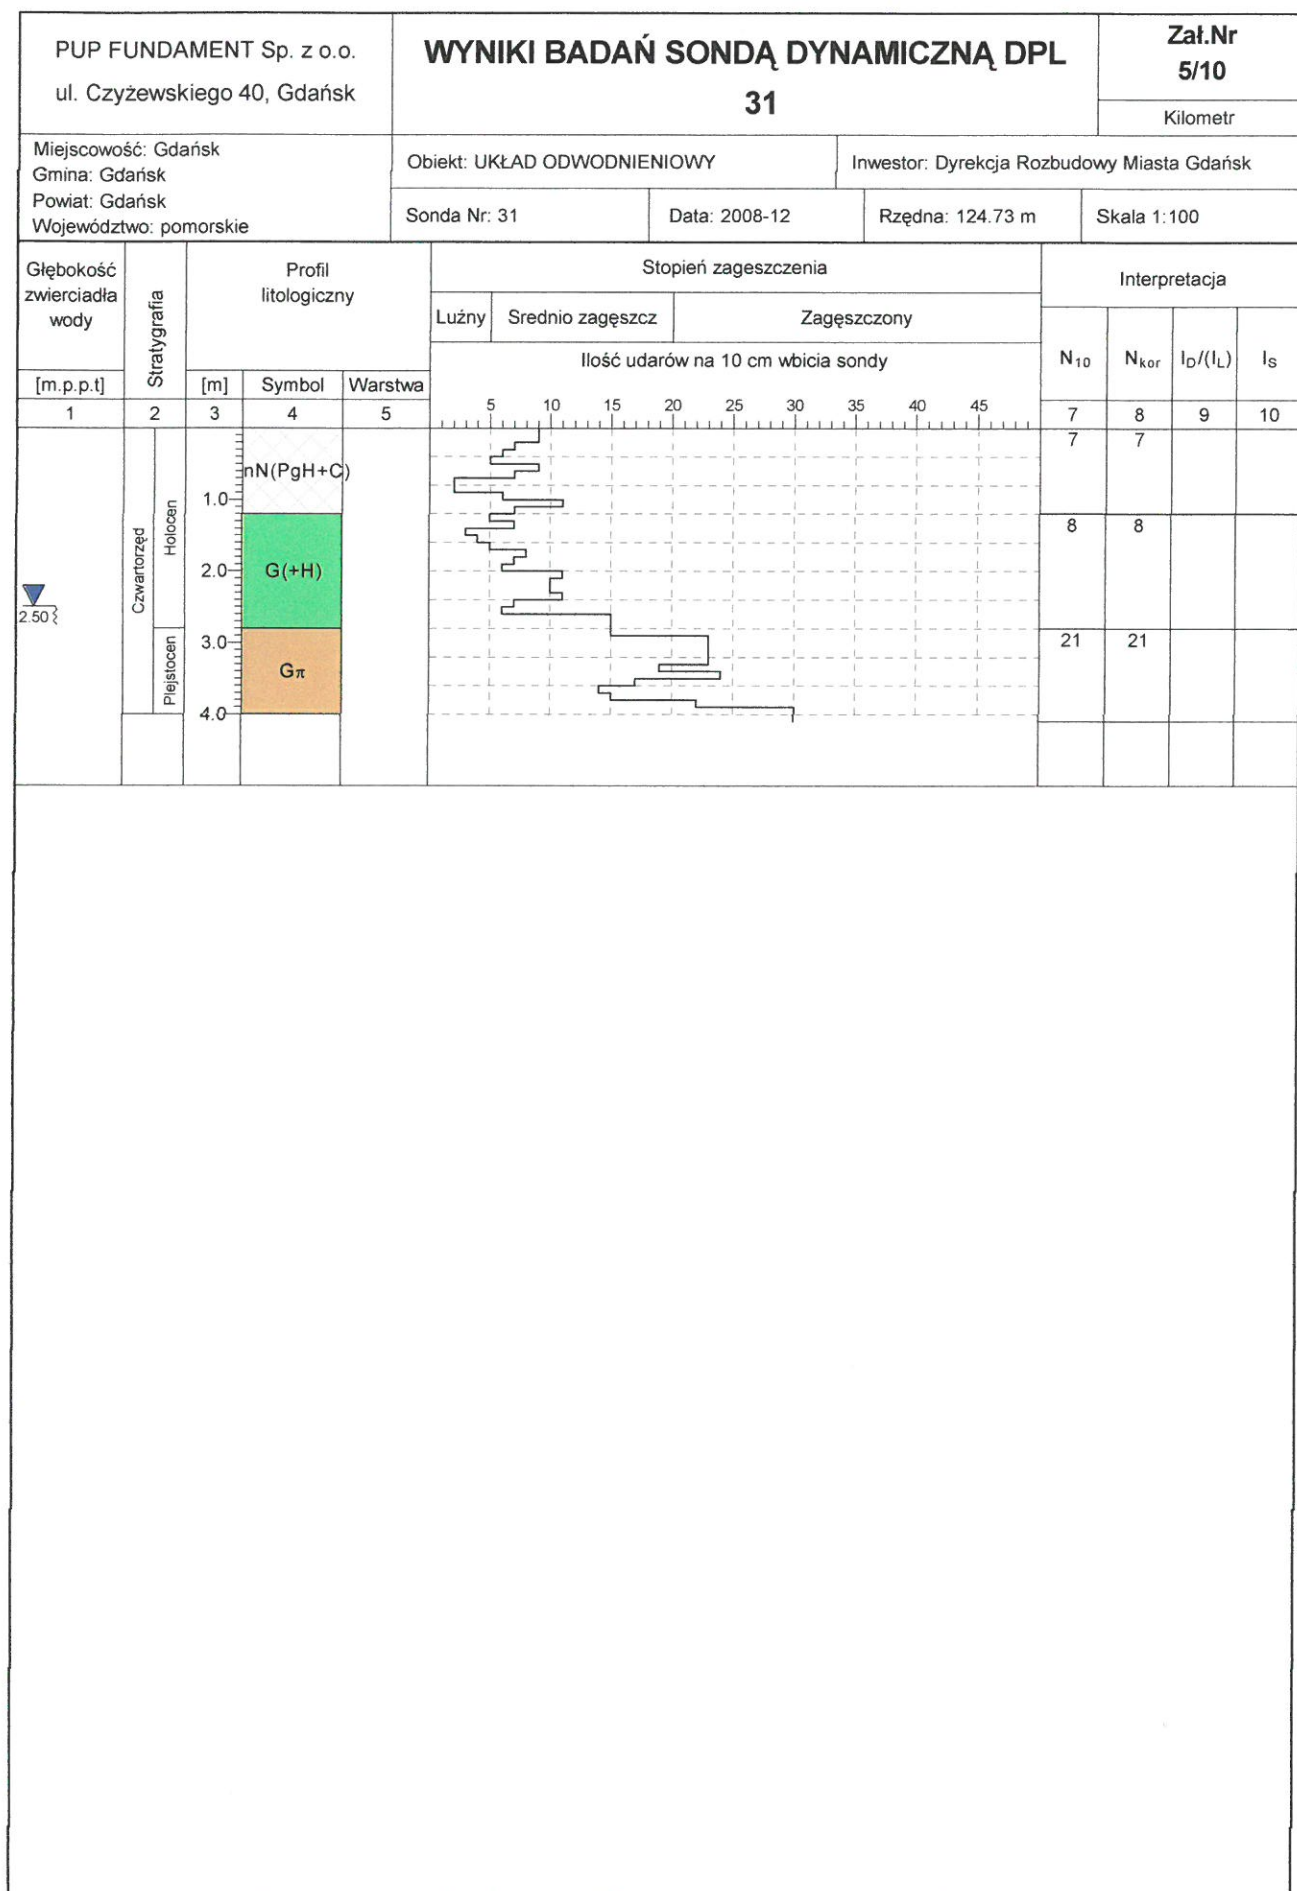 PUP FUNDAMENT Sp. z o.o.
ul. Czyżewskiego 40, Gdańsk
WYNIKI BADAŃ SONDĄ DYNAMICZNĄ DPL
31
Zał.Nr
5/10
Kilometr
Miejscowość: Gdańsk
Gmina: Gdańsk
Powiat: Gdańsk
Województwo: pomorskie
Obiekt: UKŁAD ODWODNIENIOWY
Inwestor: Dyrekcja Rozbudowy Miasta Gdańsk
Sonda Nr: 31
Data: 2008-12
Rzędna: 124.73 m
Skala 1:100
Głębokość
zwierciadła
wody
[m.p.p.t]
Stratygrafia
Profil
litologiczny
[m]
Symbol
Warstwa
Stopień zageszczenia
Luźny
Srednio zagęszcz
Zagęszczony
Ilość udarów na 10 cm wbicia sondy
5 10 15 20 25 30 35 40 45
Interpretacja
N10
Nkor
ID/(IL)
IS
1 2 3 4 5 7 8 9 10
2.50
Czwartorzęd
Holocen
Plejstocen
1.0
2.0
3.0
4.0
nN(PgH+C)
G(+H)
Gπ
7 7
8 8
21 21